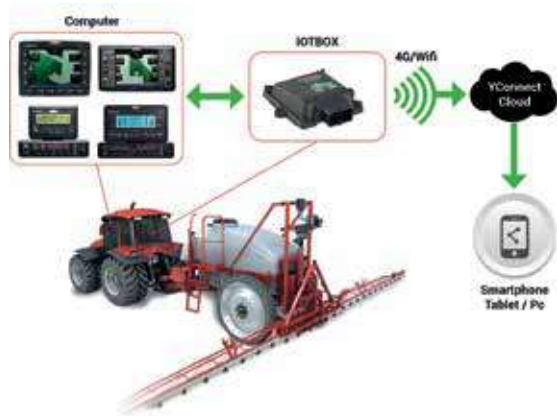 Computer
IOTBOX
4G/Wifi
YConnect
Cloud
Smartphone
Tablet / Pc